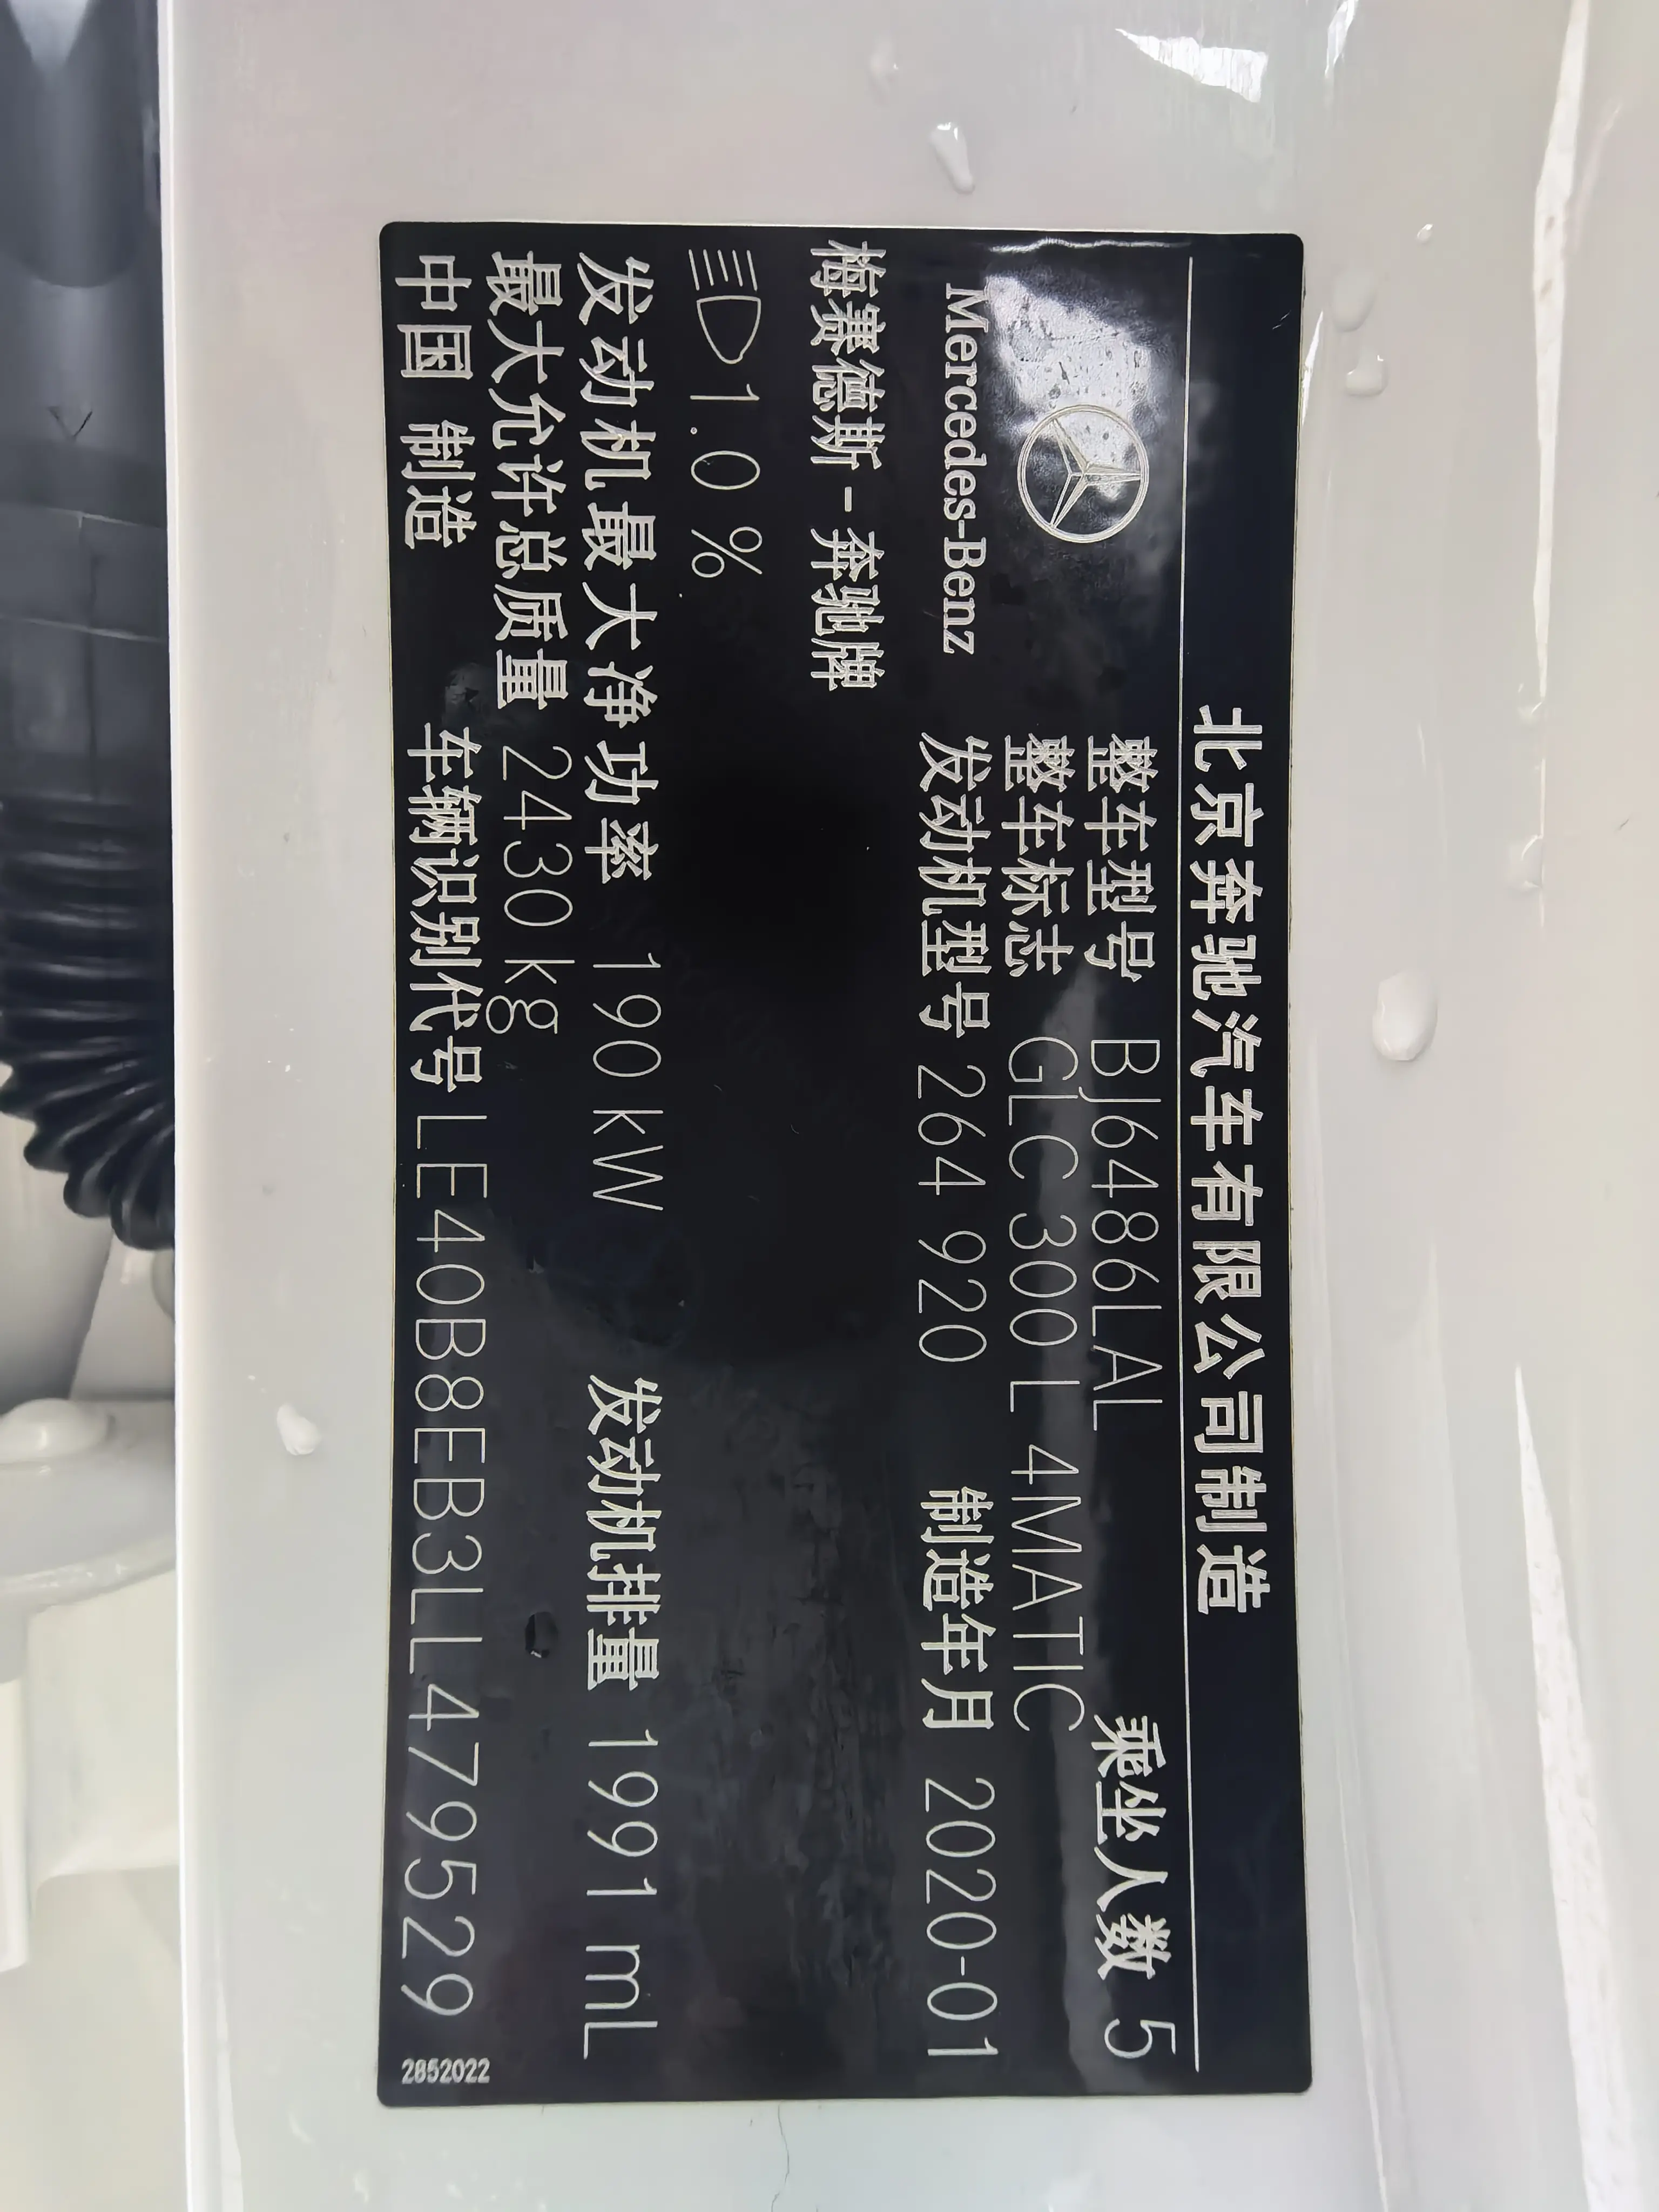 北京奔驰汽车有限公司制造
Mercedes-Benz
整车型号 BJ6486LAL 乘坐人数 5
整车标志 GLC 300 L 4MATIC
发动机型号 264 920 制造年月 2020-01
梅赛德斯-奔驰牌
1.0 %
发动机最大净功率 190 kW 发动机排量 1991 mL
最大允许总质量 2430 kg
中国 制造 车辆识别代号 LE40B8EB3LL479529
2852022